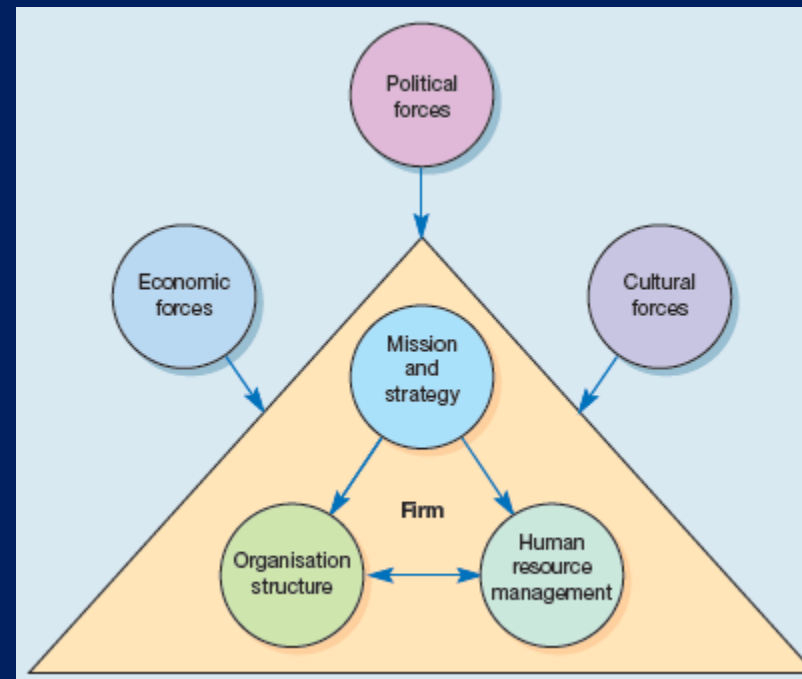 Political
forces
Economic
forces
Cultural
forces
Mission
and
strategy
Firm
Organisation
structure
Human
resource
management